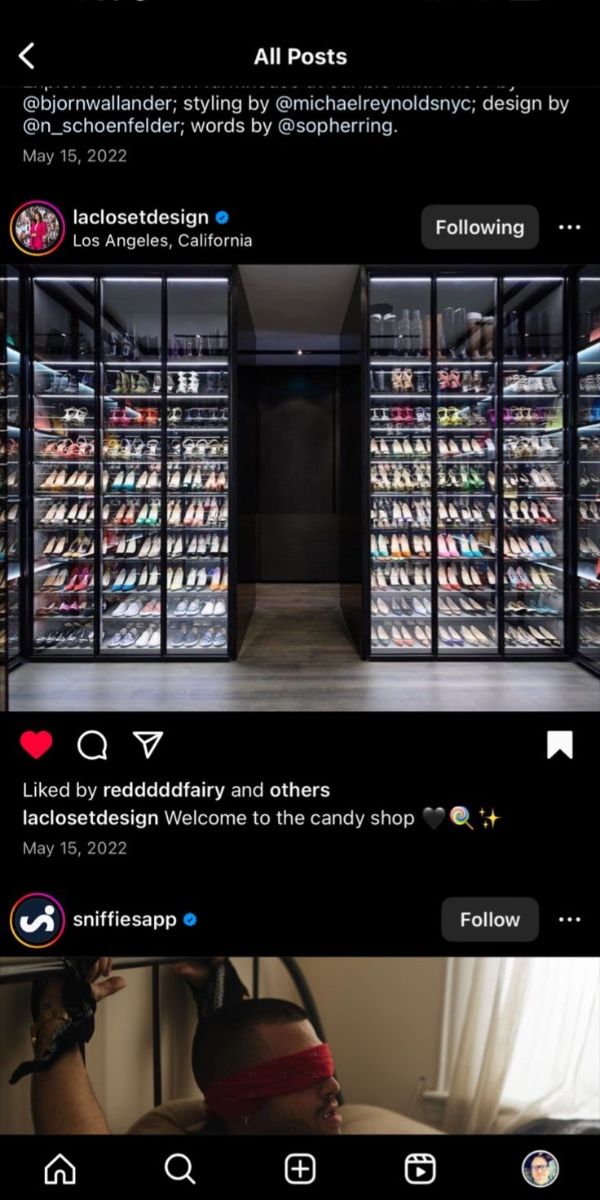 All Posts
@bjornwallander; styling by @michaelreynoldsnyc; design by
@n_schoenfelder; words by @sopherring.
May 15, 2022
laclosetdesign
Los Angeles, California
Following
Liked by redddddfairy and others
laclosetdesign Welcome to the candy shop 🖤🍭✨
May 15, 2022
sniffiesapp
Follow